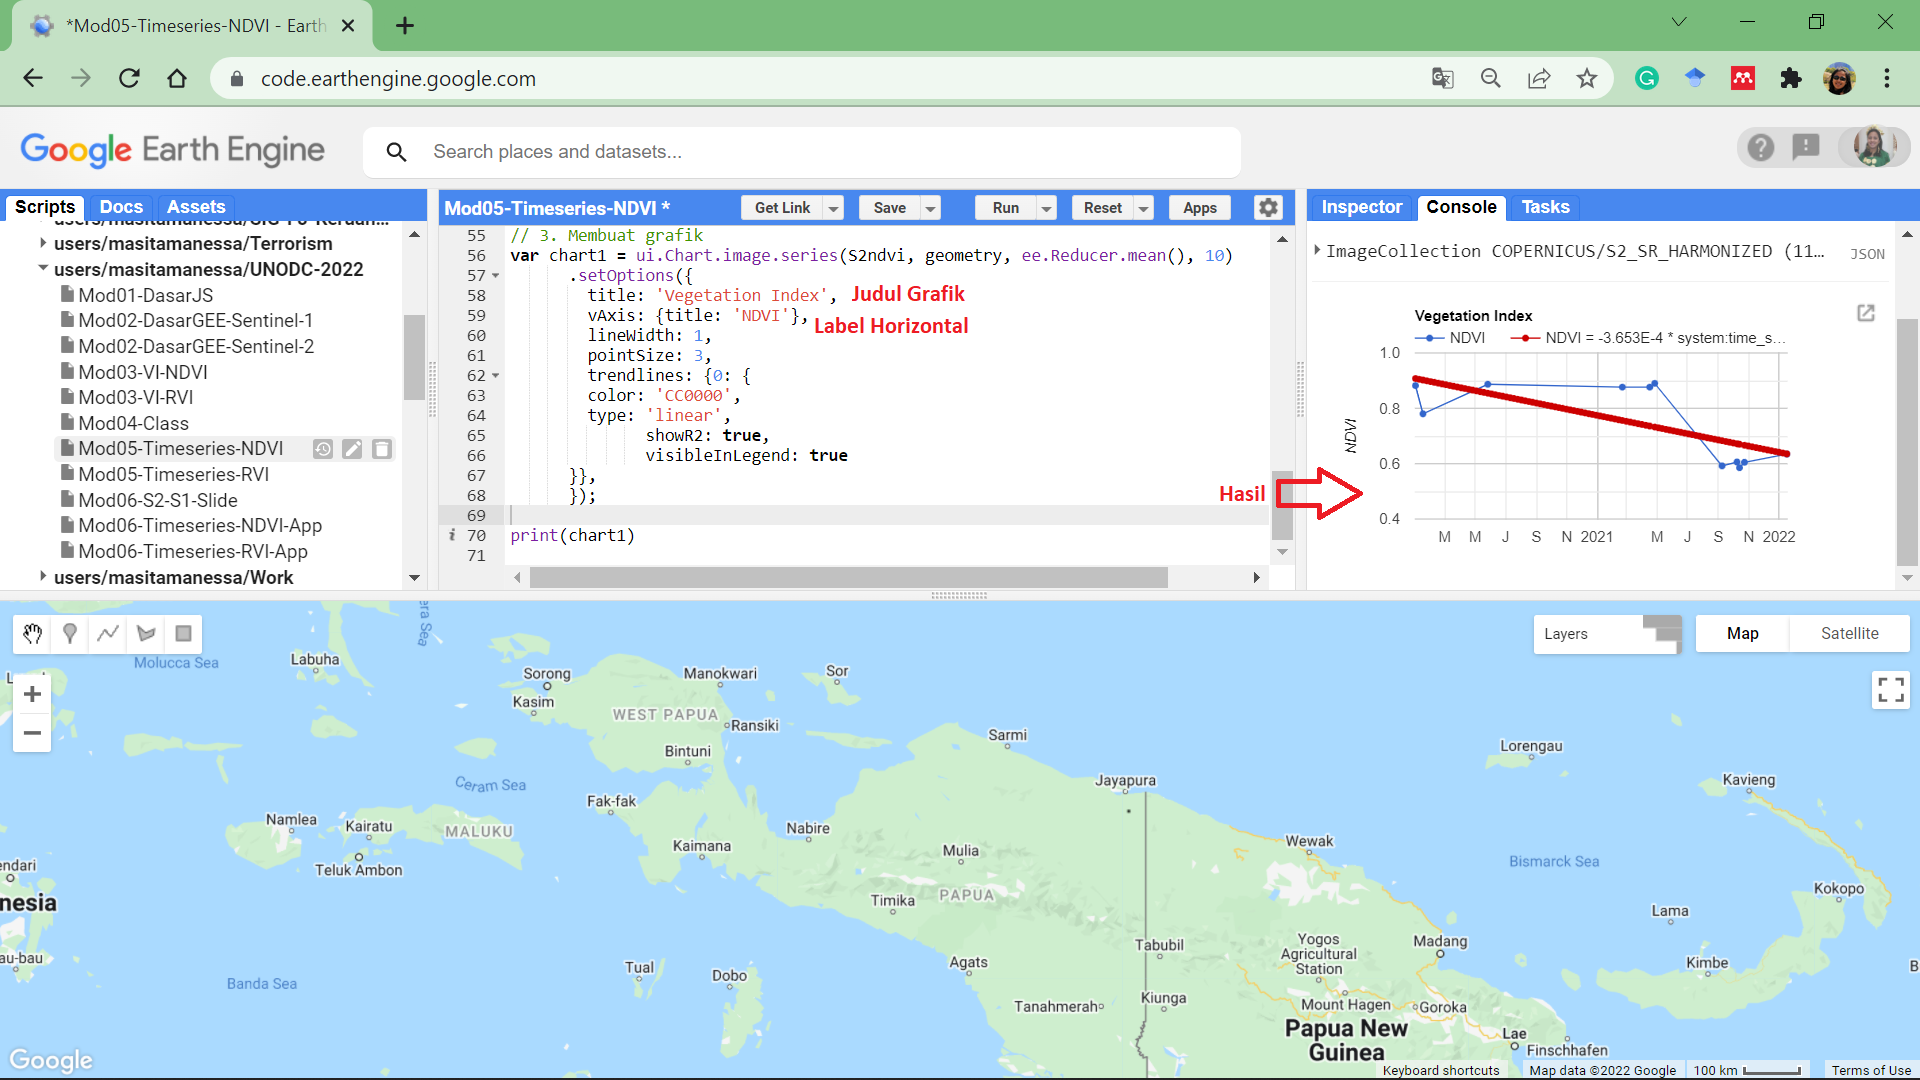 *Mod05-Timeseries-NDVI - Earth
code.earthengine.google.com
Google Earth Engine
Search places and datasets...
Scripts Docs Assets
users/masitamanessa/Terrorism
users/masitamanessa/UNODC-2022
Mod01-DasarJS
Mod02-DasarGEE-Sentinel-1
Mod02-DasarGEE-Sentinel-2
Mod03-VI-NDVI
Mod03-VI-RVI
Mod04-Class
Mod05-Timeseries-NDVI
Mod05-Timeseries-RVI
Mod06-S2-S1-Slide
Mod06-Timeseries-NDVI-App
Mod06-Timeseries-RVI-App
users/masitamanessa/Work
Mod05-Timeseries-NDVI *
Get Link Save Run Reset Apps
55 // 3. Membuat grafik
56 var chart1 = ui.Chart.image.series(S2ndvi, geometry, ee.Reducer.mean(), 10)
57 .setOptions({
58 title: 'Vegetation Index', Judul Grafik
59 vAxis: {title: 'NDVI'}, Label Horizontal
60 lineWidth: 1,
61 pointSize: 3,
62 trendlines: {0: {
63 color: 'CC0000',
64 type: 'linear',
65 showR2: true,
66 visibleInLegend: true
67 }},
68 });
69
i 70 print(chart1)
71
Hasil
Inspector Console Tasks
ImageCollection COPERNICUS/S2_SR_HARMONIZED (11... JSON
Vegetation Index
NDVI NDVI = -3.653E-4 * system:time_s...
NDVI
1.0
0.8
0.6
0.4
M M J S N 2021 M J S N 2022
Layers
Map Satellite
Molucca Sea
Labuha
Sorong
Kasim
Manokwari
Sor
WEST PAPUA
Ransiki
Bintuni
Sarmi
Lorengau
Jayapura
Kavieng
Ceram Sea
Fak-fak
Namlea
Kairatu
MALUKU
Nabire
Kaimana
Mulia
Wewak
Bismarck Sea
endari
Teluk Ambon
nesia
PAPUA
Timika
Kokopo
Lama
au-bau
Tual
Dobo
Agats
Tabubil
Yogos
Agricultural
Station
Madang
Kimbe
B
Banda Sea
Tanahmerah
Kiunga
Mount Hagen
Goroka
Papua New
Guinea
Lae
Finschhafen
Google
Keyboard shortcuts Map data ©2022 Google 100 km Terms of Use